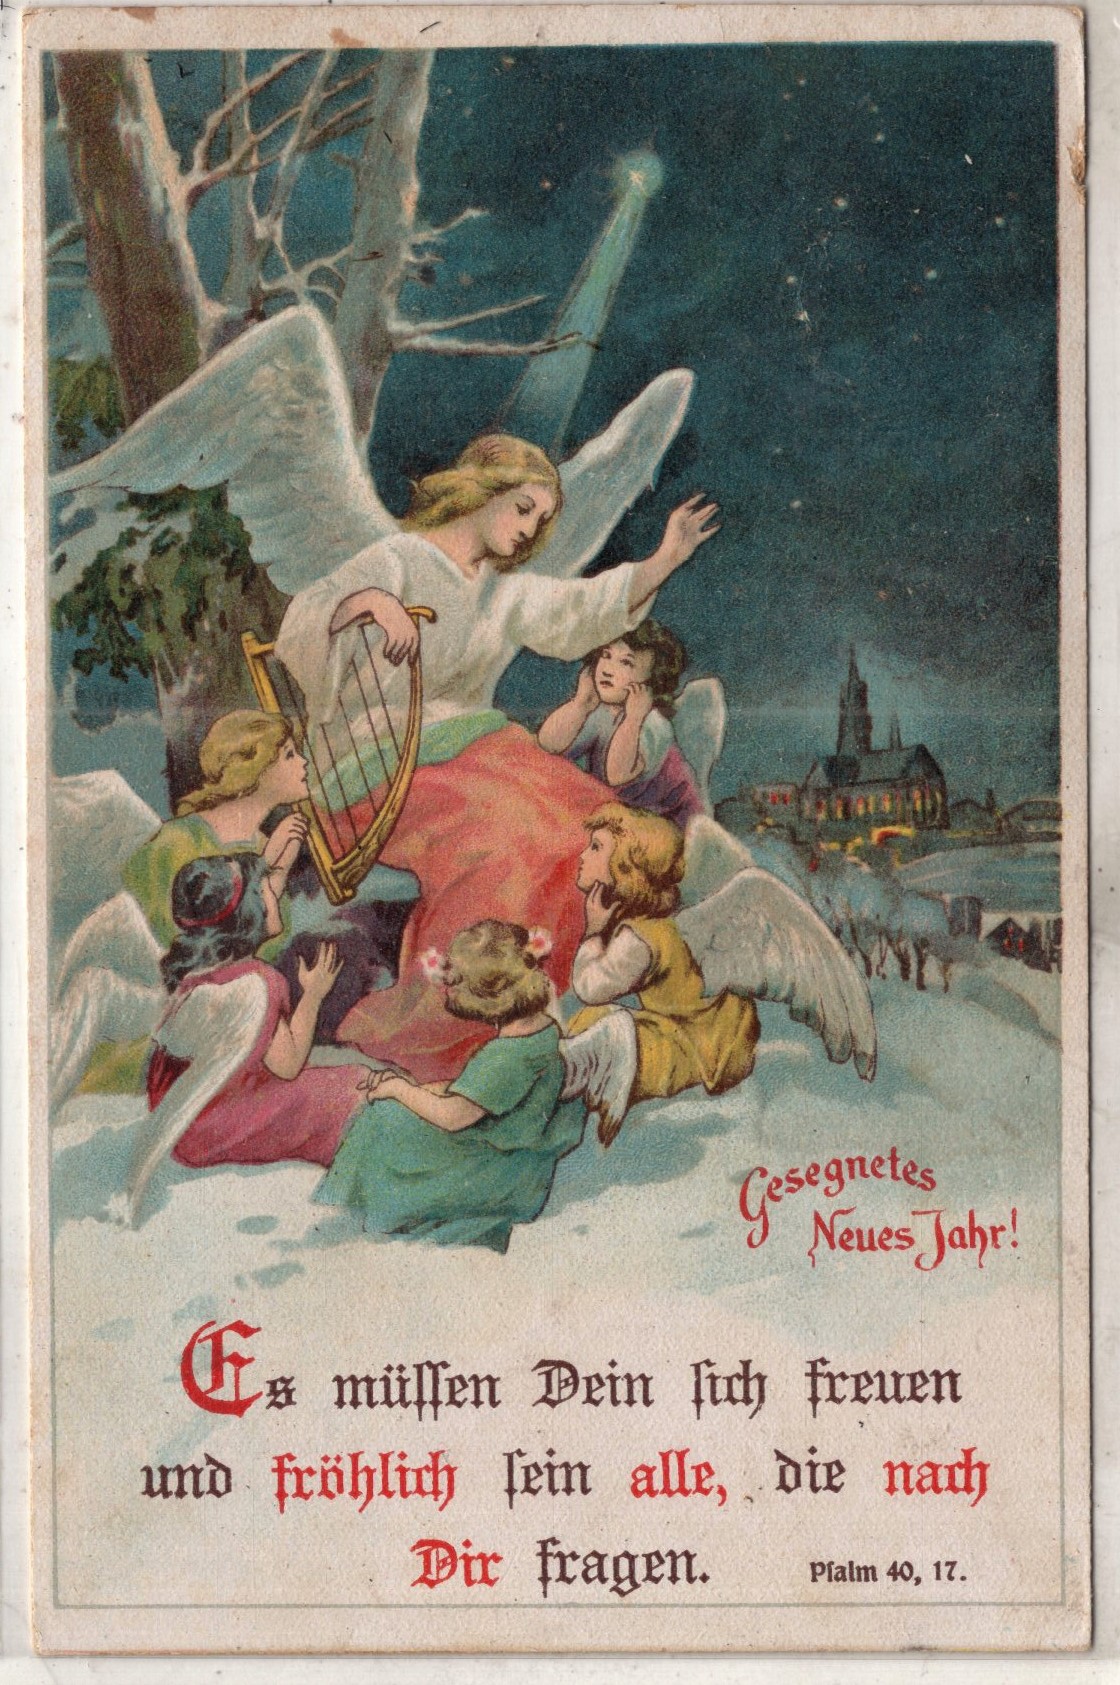 Gesegnetes
Neues Jahr!
Es müſſen Dein ſich freuen
und fröhlich ſein alle, die nach
Dir fragen.
Pſalm 40, 17.